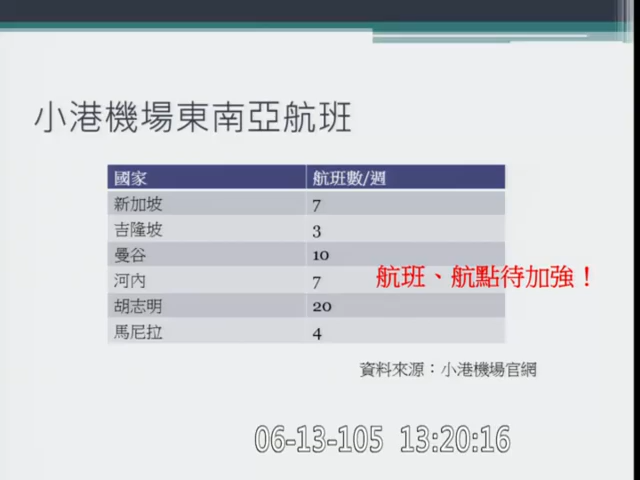 小港機場東南亞航班
國家 航班數/週
新加坡 7
吉隆坡 3
曼谷 10
河內 7
胡志明 20
馬尼拉 4
航班、航點待加強！
資料來源：小港機場官網
06-13-105 13:20:16